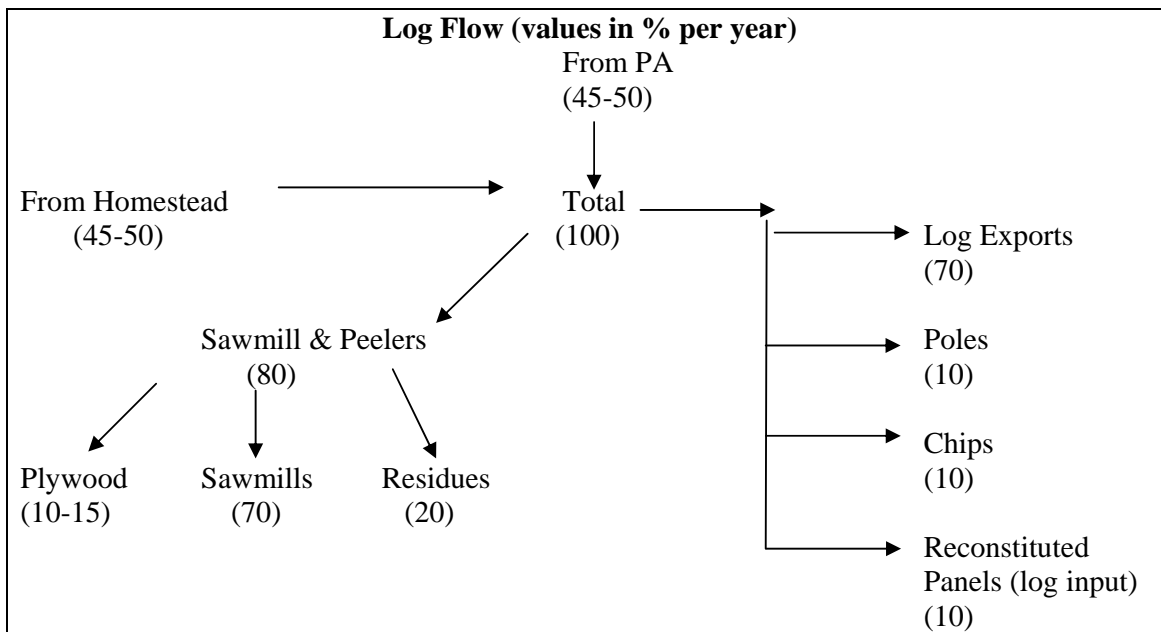 Log Flow (values in % per year)
From PA
(45-50)
From Homestead
(45-50)
Total
(100)
Log Exports
(70)
Sawmill & Peelers
(80)
Poles
(10)
Chips
(10)
Plywood
(10-15)
Sawmills
(70)
Residues
(20)
Reconstituted
Panels (log input)
(10)